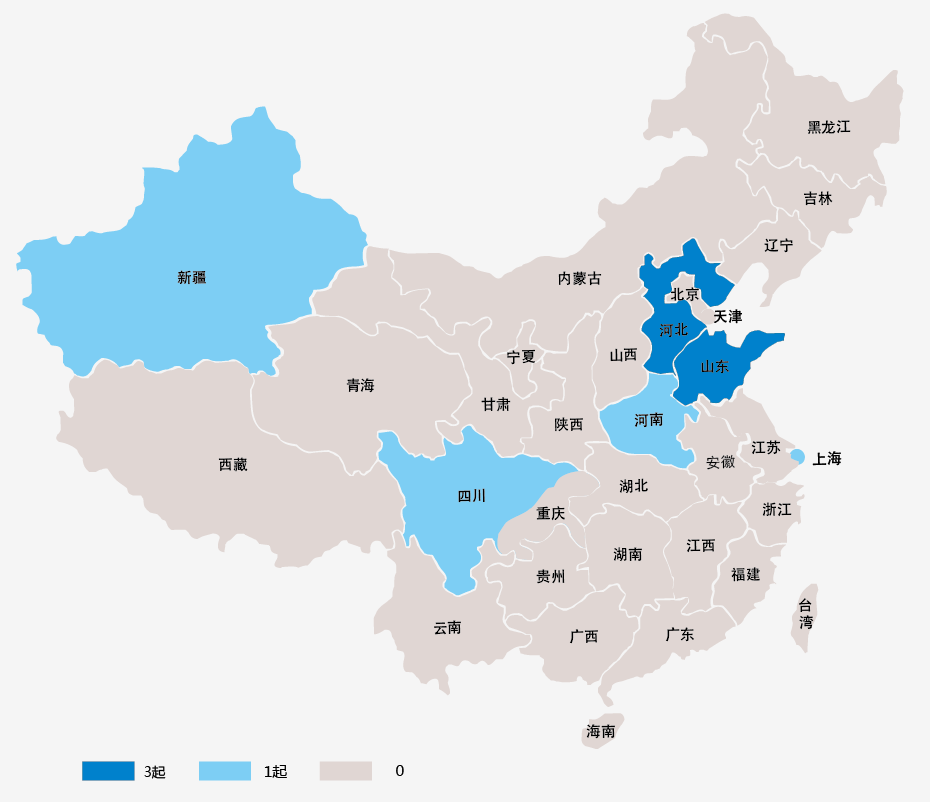 黑龙江
吉林
辽宁
新疆
内蒙古
北京
天津
河北
宁夏
山西
山东
青海
甘肃
陕西
河南
江苏
上海
西藏
安徽
四川
湖北
重庆
浙江
江西
湖南
贵州
福建
台
湾
云南
广西
广东
海南
3起
1起
0